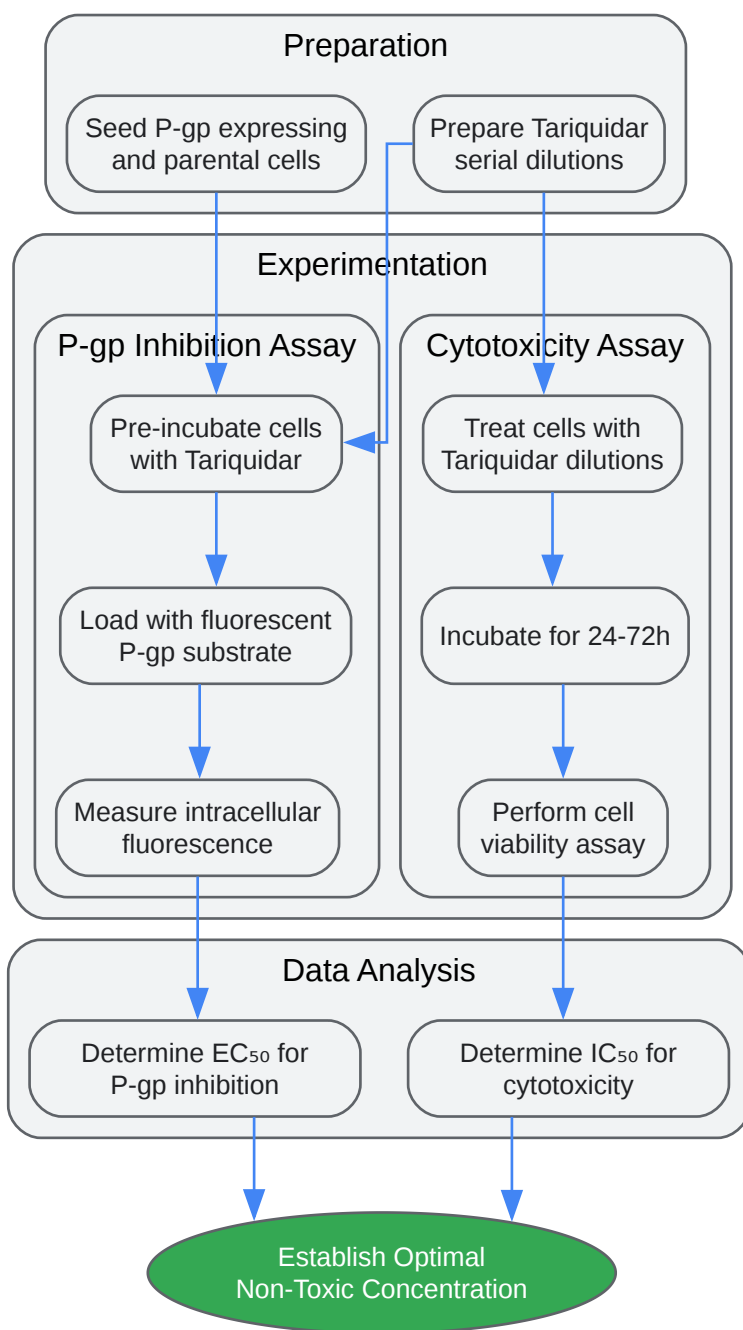 Preparation
Seed P-gp expressing
and parental cells
Prepare Tariquidar
serial dilutions
Experimentation
P-gp Inhibition Assay
Cytotoxicity Assay
Pre-incubate cells
with Tariquidar
Treat cells with
Tariquidar dilutions
Load with fluorescent
P-gp substrate
Incubate for 24-72h
Measure intracellular
fluorescence
Perform cell
viability assay
Data Analysis
Determine EC₅₀ for
P-gp inhibition
Determine IC₅₀ for
cytotoxicity
Establish Optimal
Non-Toxic Concentration